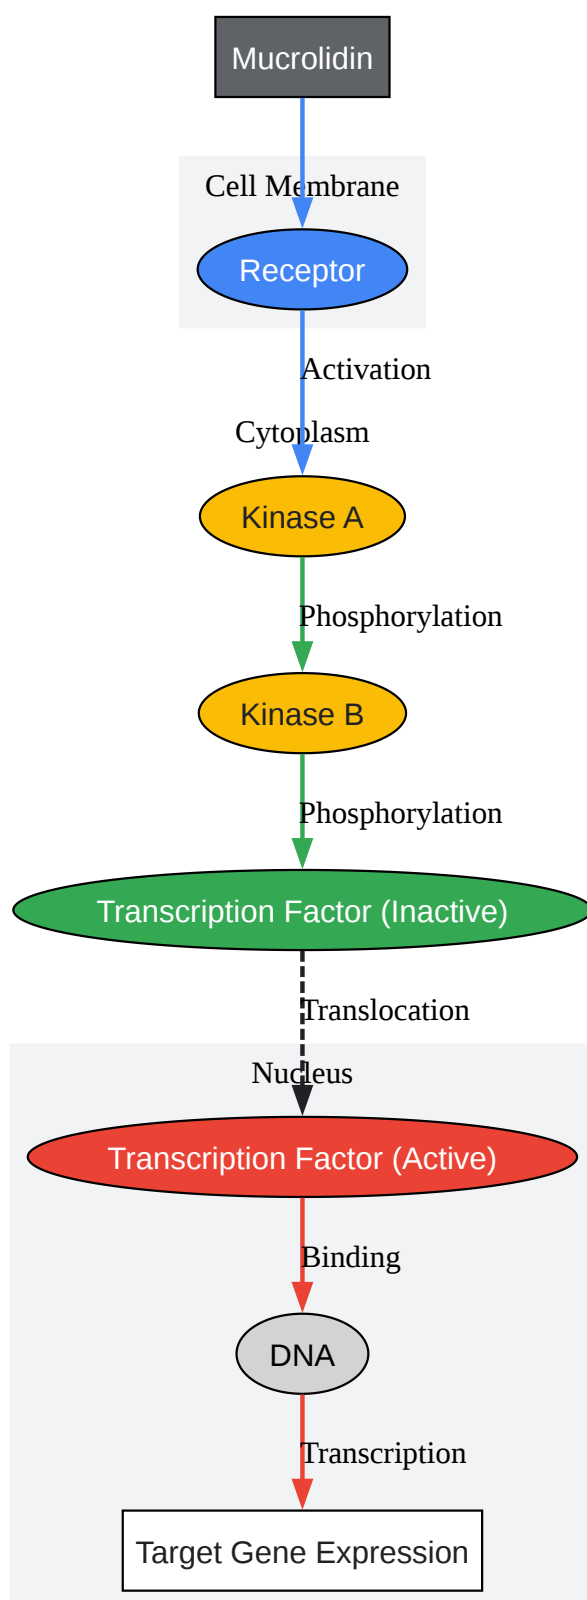 Mucrolidin
Cell Membrane
Receptor
Activation
Cytoplasm
Kinase A
Phosphorylation
Kinase B
Phosphorylation
Transcription Factor (Inactive)
Translocation
Nucleus
Transcription Factor (Active)
Binding
DNA
Transcription
Target Gene Expression